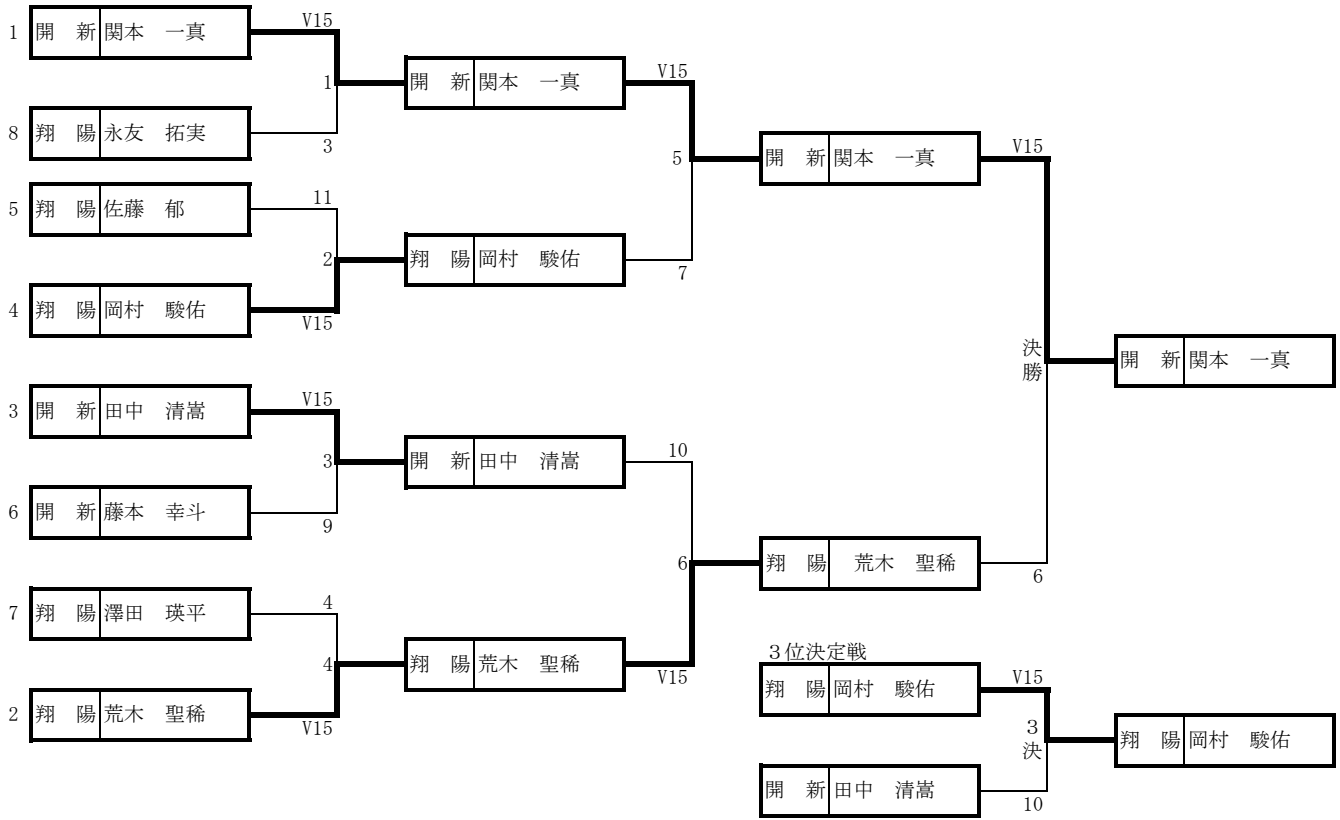 V15
1 開 新 関本 一真
1 開 新 関本 一真 V15
8 翔 陽 永友 拓実
3
5 開 新 関本 一真 V15
5 翔 陽 佐藤 郁 11
2 翔 陽 岡村 駿佑
7
4 翔 陽 岡村 駿佑
V15
決勝
開 新 関本 一真
3 開 新 田中 清嵩 V15
3 開 新 田中 清嵩 10
6 開 新 藤本 幸斗
9
6 翔 陽 荒木 聖稀
6
7 翔 陽 澤田 瑛平 4
4 翔 陽 荒木 聖稀
V15
2 翔 陽 荒木 聖稀
V15
3位決定戦
翔 陽 岡村 駿佑 V15
3決
翔 陽 岡村 駿佑
開 新 田中 清嵩
10